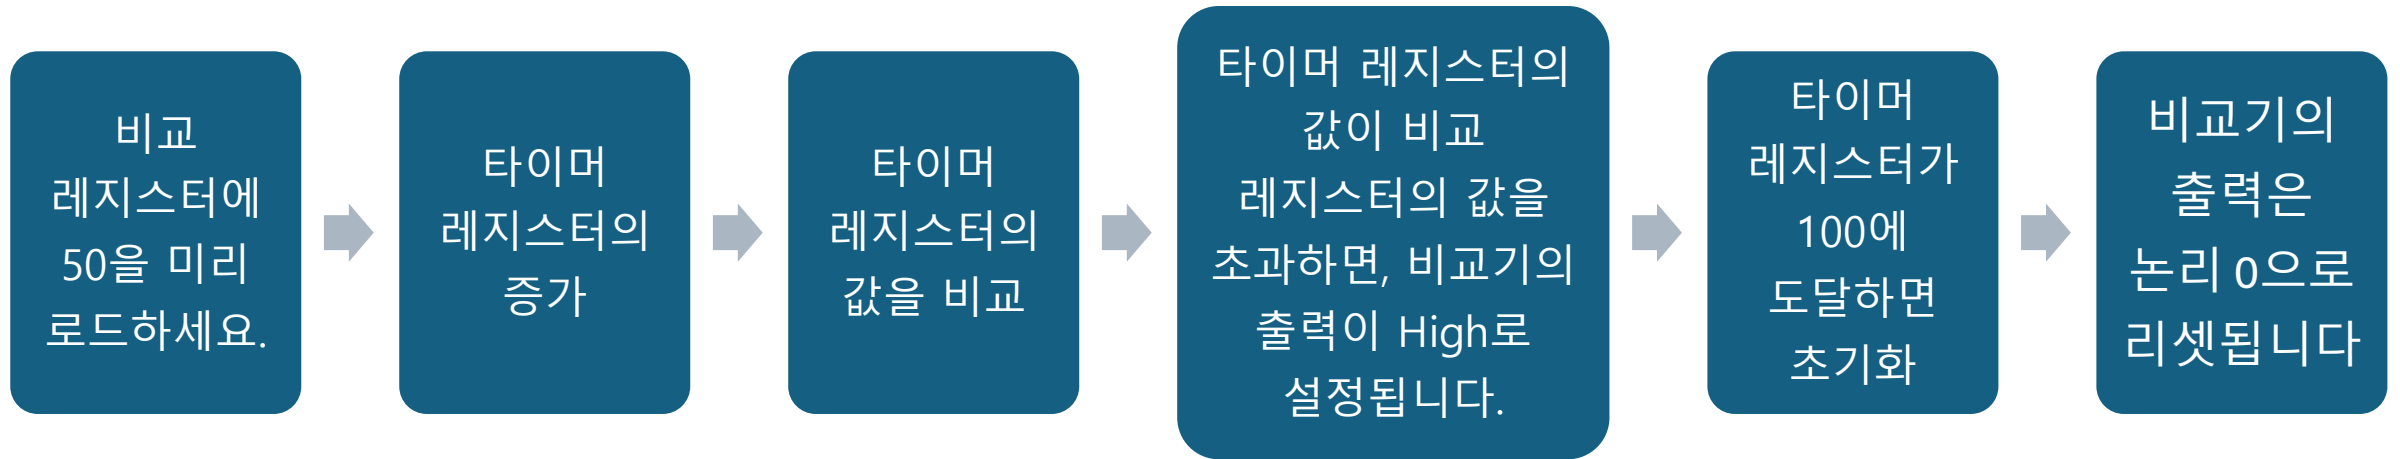 비교
레지스터에
50을 미리
로드하세요.
타이머
레지스터의
증가
타이머
레지스터의
값을 비교
타이머 레지스터의
값이 비교
레지스터의 값을
초과하면, 비교기의
출력이 High로
설정됩니다.
타이머
레지스터가
100에
도달하면
초기화
비교기의
출력은
논리 0으로
리셋됩니다